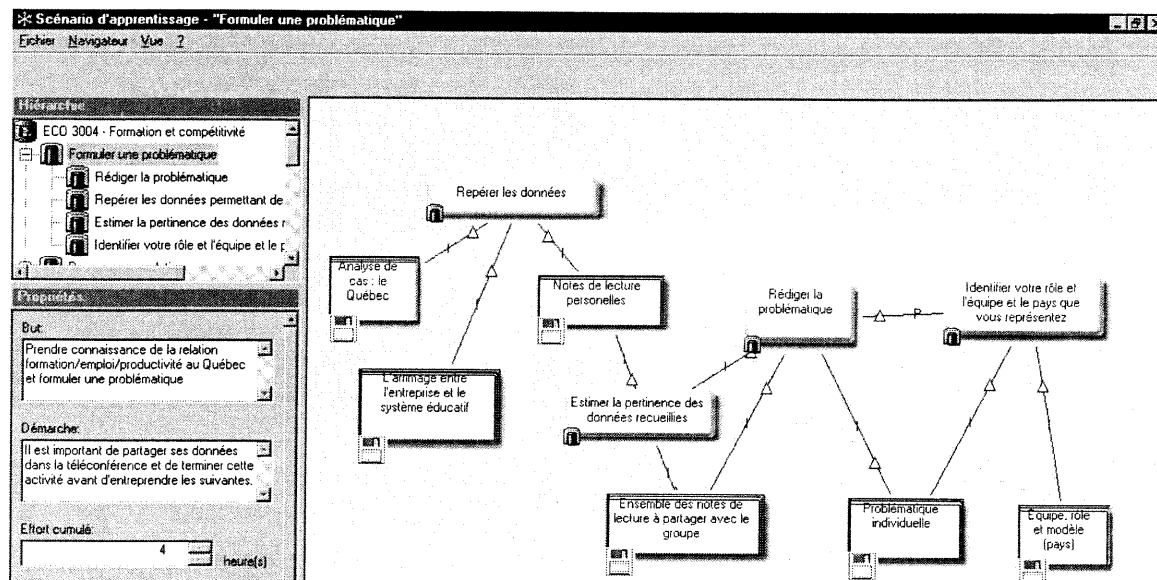 Scénario d'apprentissage - "Formuler une problématique"
Fichier Navigateur Vue ?
Hiérarchie
ECO 3004 - Formation et compétitivité
Formuler une problématique
Rédiger la problématique
Repérer les données permettant de
Estimer la pertinence des données r
Identifier votre rôle et l'équipe et le p
Propriétés
But:
Prendre connaissance de la relation
formation/emploi/productivité au Québec
et formuler une problématique
Démarche:
Il est important de partager ses données
dans la téléconférence et de terminer cette
activité avant d'entreprendre les suivantes.
Effort cumulé:
4
heure(s)
Repérer les données
Analyse de
cas : le
Québec
Notes de lecture
personelles
L'arrimage entre
l'entreprise et le
système éducatif
Rédiger la
problématique
P
Identifier votre rôle et
l'équipe et le pays que
vous représentez
Estimer la pertinence des
données recueillies
Ensemble des notes de
lecture à partager avec le
groupe
Problématique
individuelle
Équipe, rôle
et modèle
(pays)